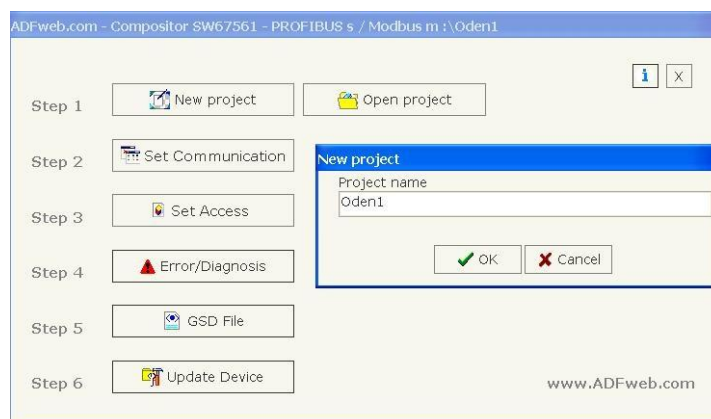 ADFweb.com - Compositor SW67561 - PROFIBUS s / Modbus m :\Oden1
i X
Step 1 New project Open project
Step 2 Set Communication
New project
Project name
Oden1
Step 3 Set Access
OK Cancel
Step 4 Error/Diagnosis
Step 5 GSD File
Step 6 Update Device
www.ADFweb.com